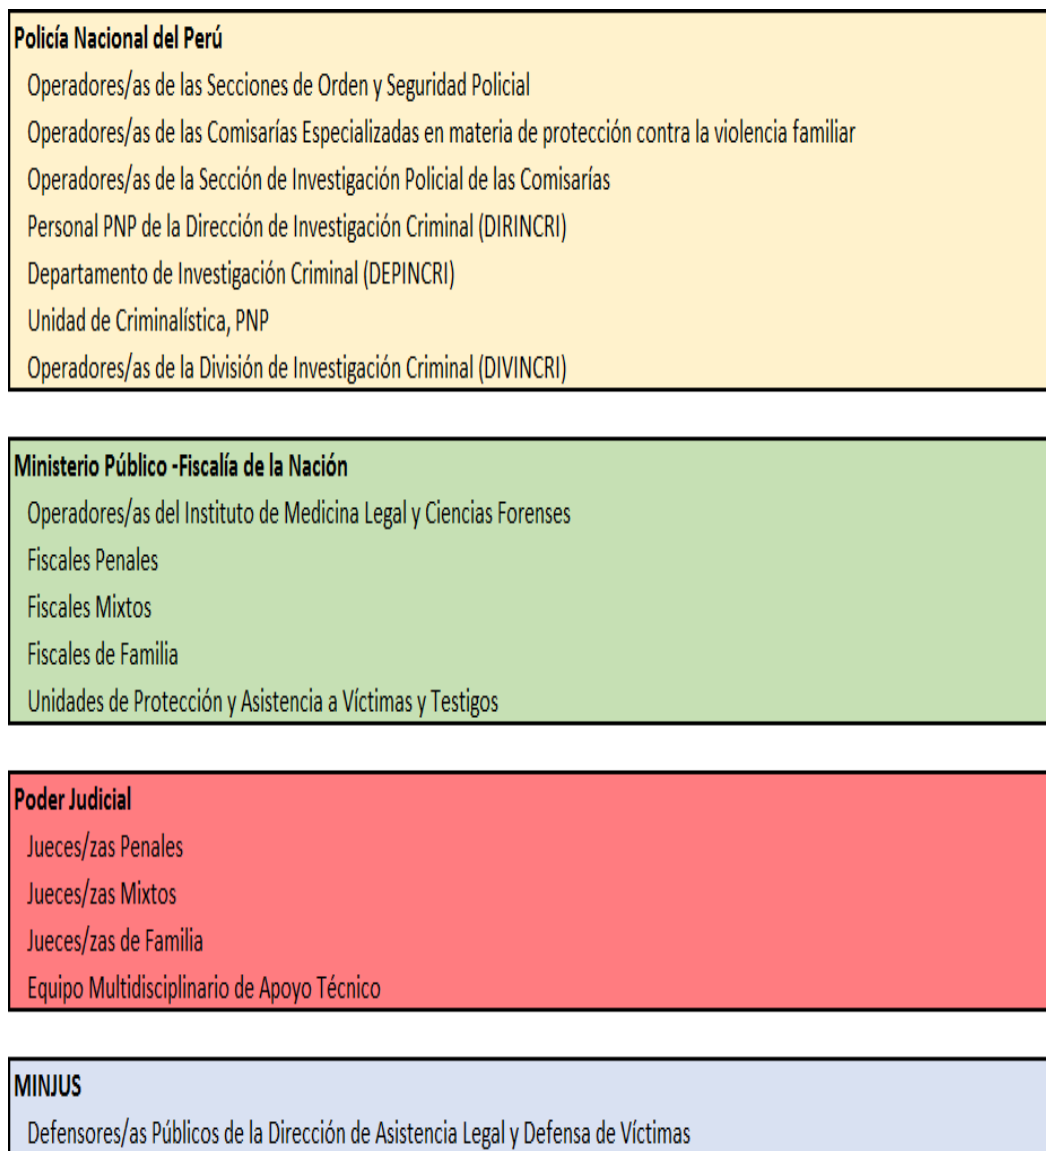 Policía Nacional del Perú
Operadores/as de las Secciones de Orden y Seguridad Policial
Operadores/as de las Comisarías Especializadas en materia de protección contra la violencia familiar
Operadores/as de la Sección de Investigación Policial de las Comisarías
Personal PNP de la Dirección de Investigación Criminal (DIRINCRI)
Departamento de Investigación Criminal (DEPINCRI)
Unidad de Criminalística, PNP
Operadores/as de la División de Investigación Criminal (DIVINCRI)
Ministerio Público -Fiscalía de la Nación
Operadores/as del Instituto de Medicina Legal y Ciencias Forenses
Fiscales Penales
Fiscales Mixtos
Fiscales de Familia
Unidades de Protección y Asistencia a Víctimas y Testigos
Poder Judicial
Jueces/zas Penales
Jueces/zas Mixtos
Jueces/zas de Familia
Equipo Multidisciplinario de Apoyo Técnico
MINJUS
Defensores/as Públicos de la Dirección de Asistencia Legal y Defensa de Víctimas